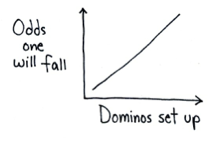 Odds
one
will fall
Dominos set up